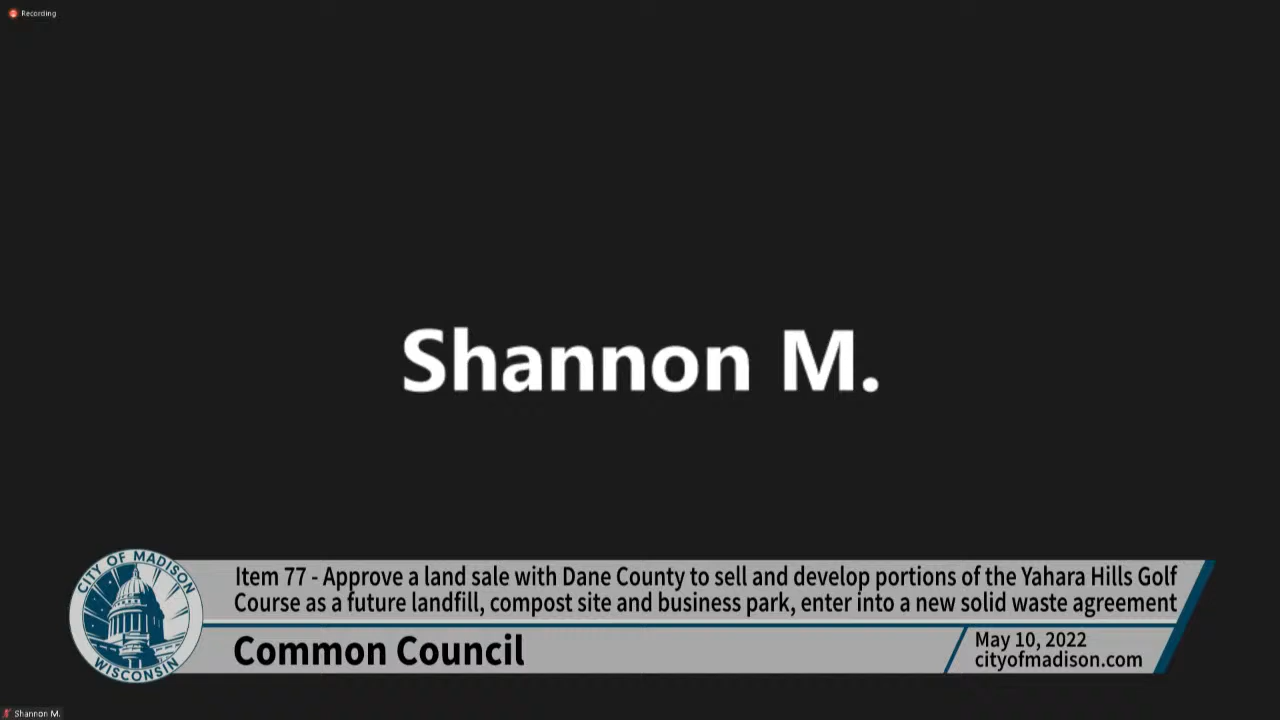 Recording
Shannon M.
CITY OF MADISON
WISCONSIN
Item 77 - Approve a land sale with Dane County to sell and develop portions of the Yahara Hills Golf
Course as a future landfill, compost site and business park, enter into a new solid waste agreement
Common Council
May 10, 2022
cityofmadison.com
Shannon M.